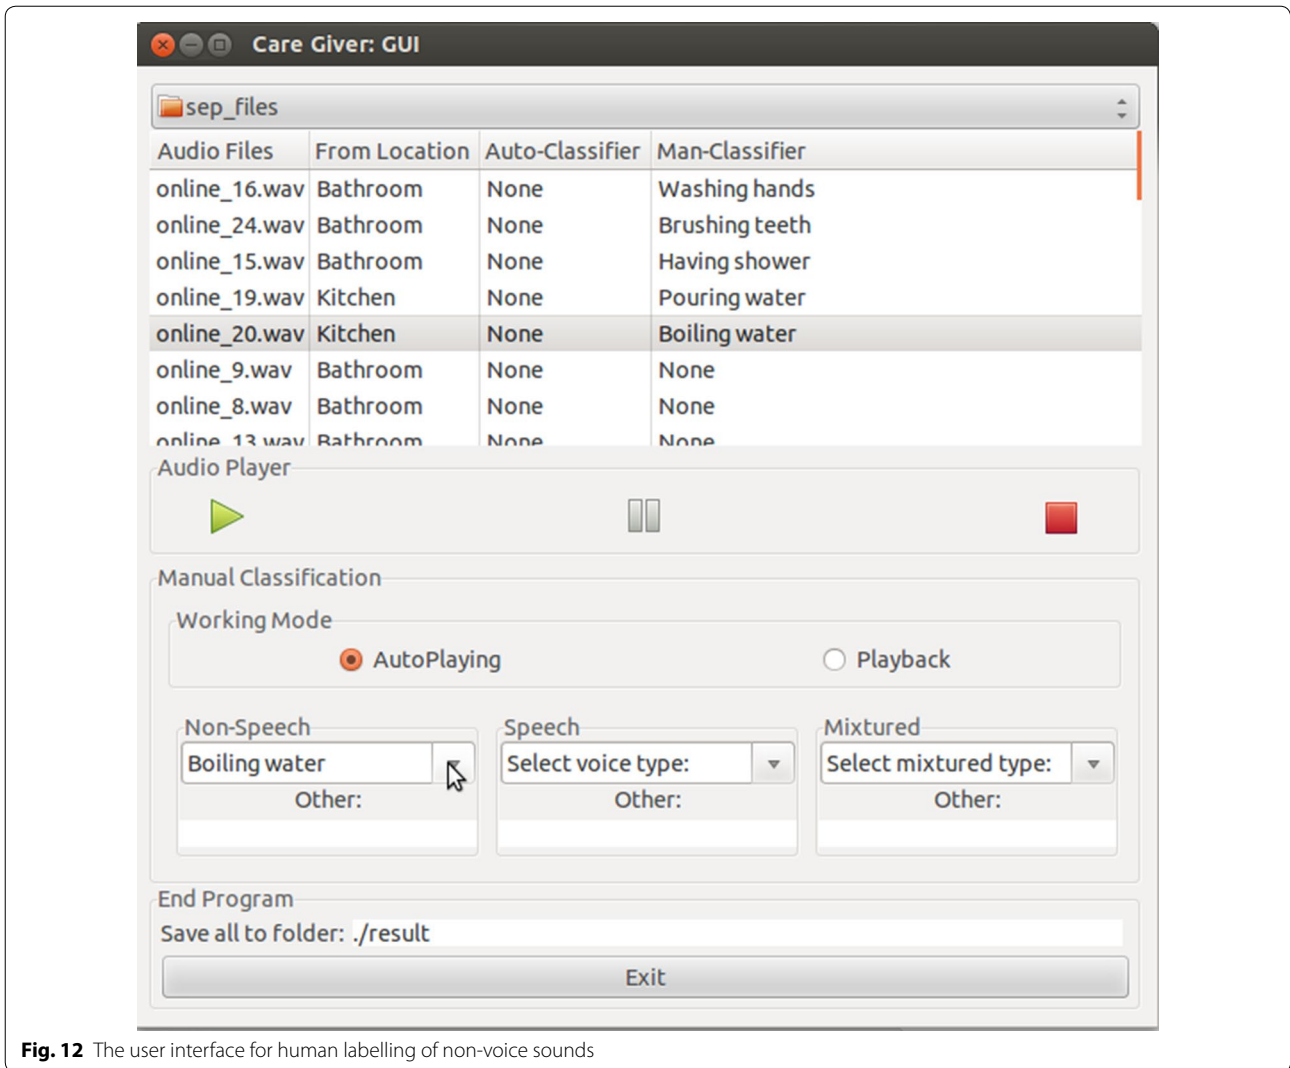 Care Giver: GUI
sep_files
Audio Files From Location Auto-Classifier Man-Classifier
online_16.wav Bathroom None Washing hands
online_24.wav Bathroom None Brushing teeth
online_15.wav Bathroom None Having shower
online_19.wav Kitchen None Pouring water
online_20.wav Kitchen None Boiling water
online_9.wav Bathroom None None
online_8.wav Bathroom None None
online_13.wav Bathroom None None
Audio Player
Manual Classification
Working Mode
AutoPlaying Playback
Non-Speech Speech Mixtured
Boiling water Select voice type: Select mixtured type:
Other: Other: Other:
End Program
Save all to folder: ./result
Exit
Fig. 12 The user interface for human labelling of non-voice sounds